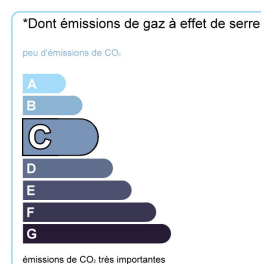 *Dont émissions de gaz à effet de serre
peu d'émissions de CO₂
A
B
C
D
E
F
G
émissions de CO₂ très importantes